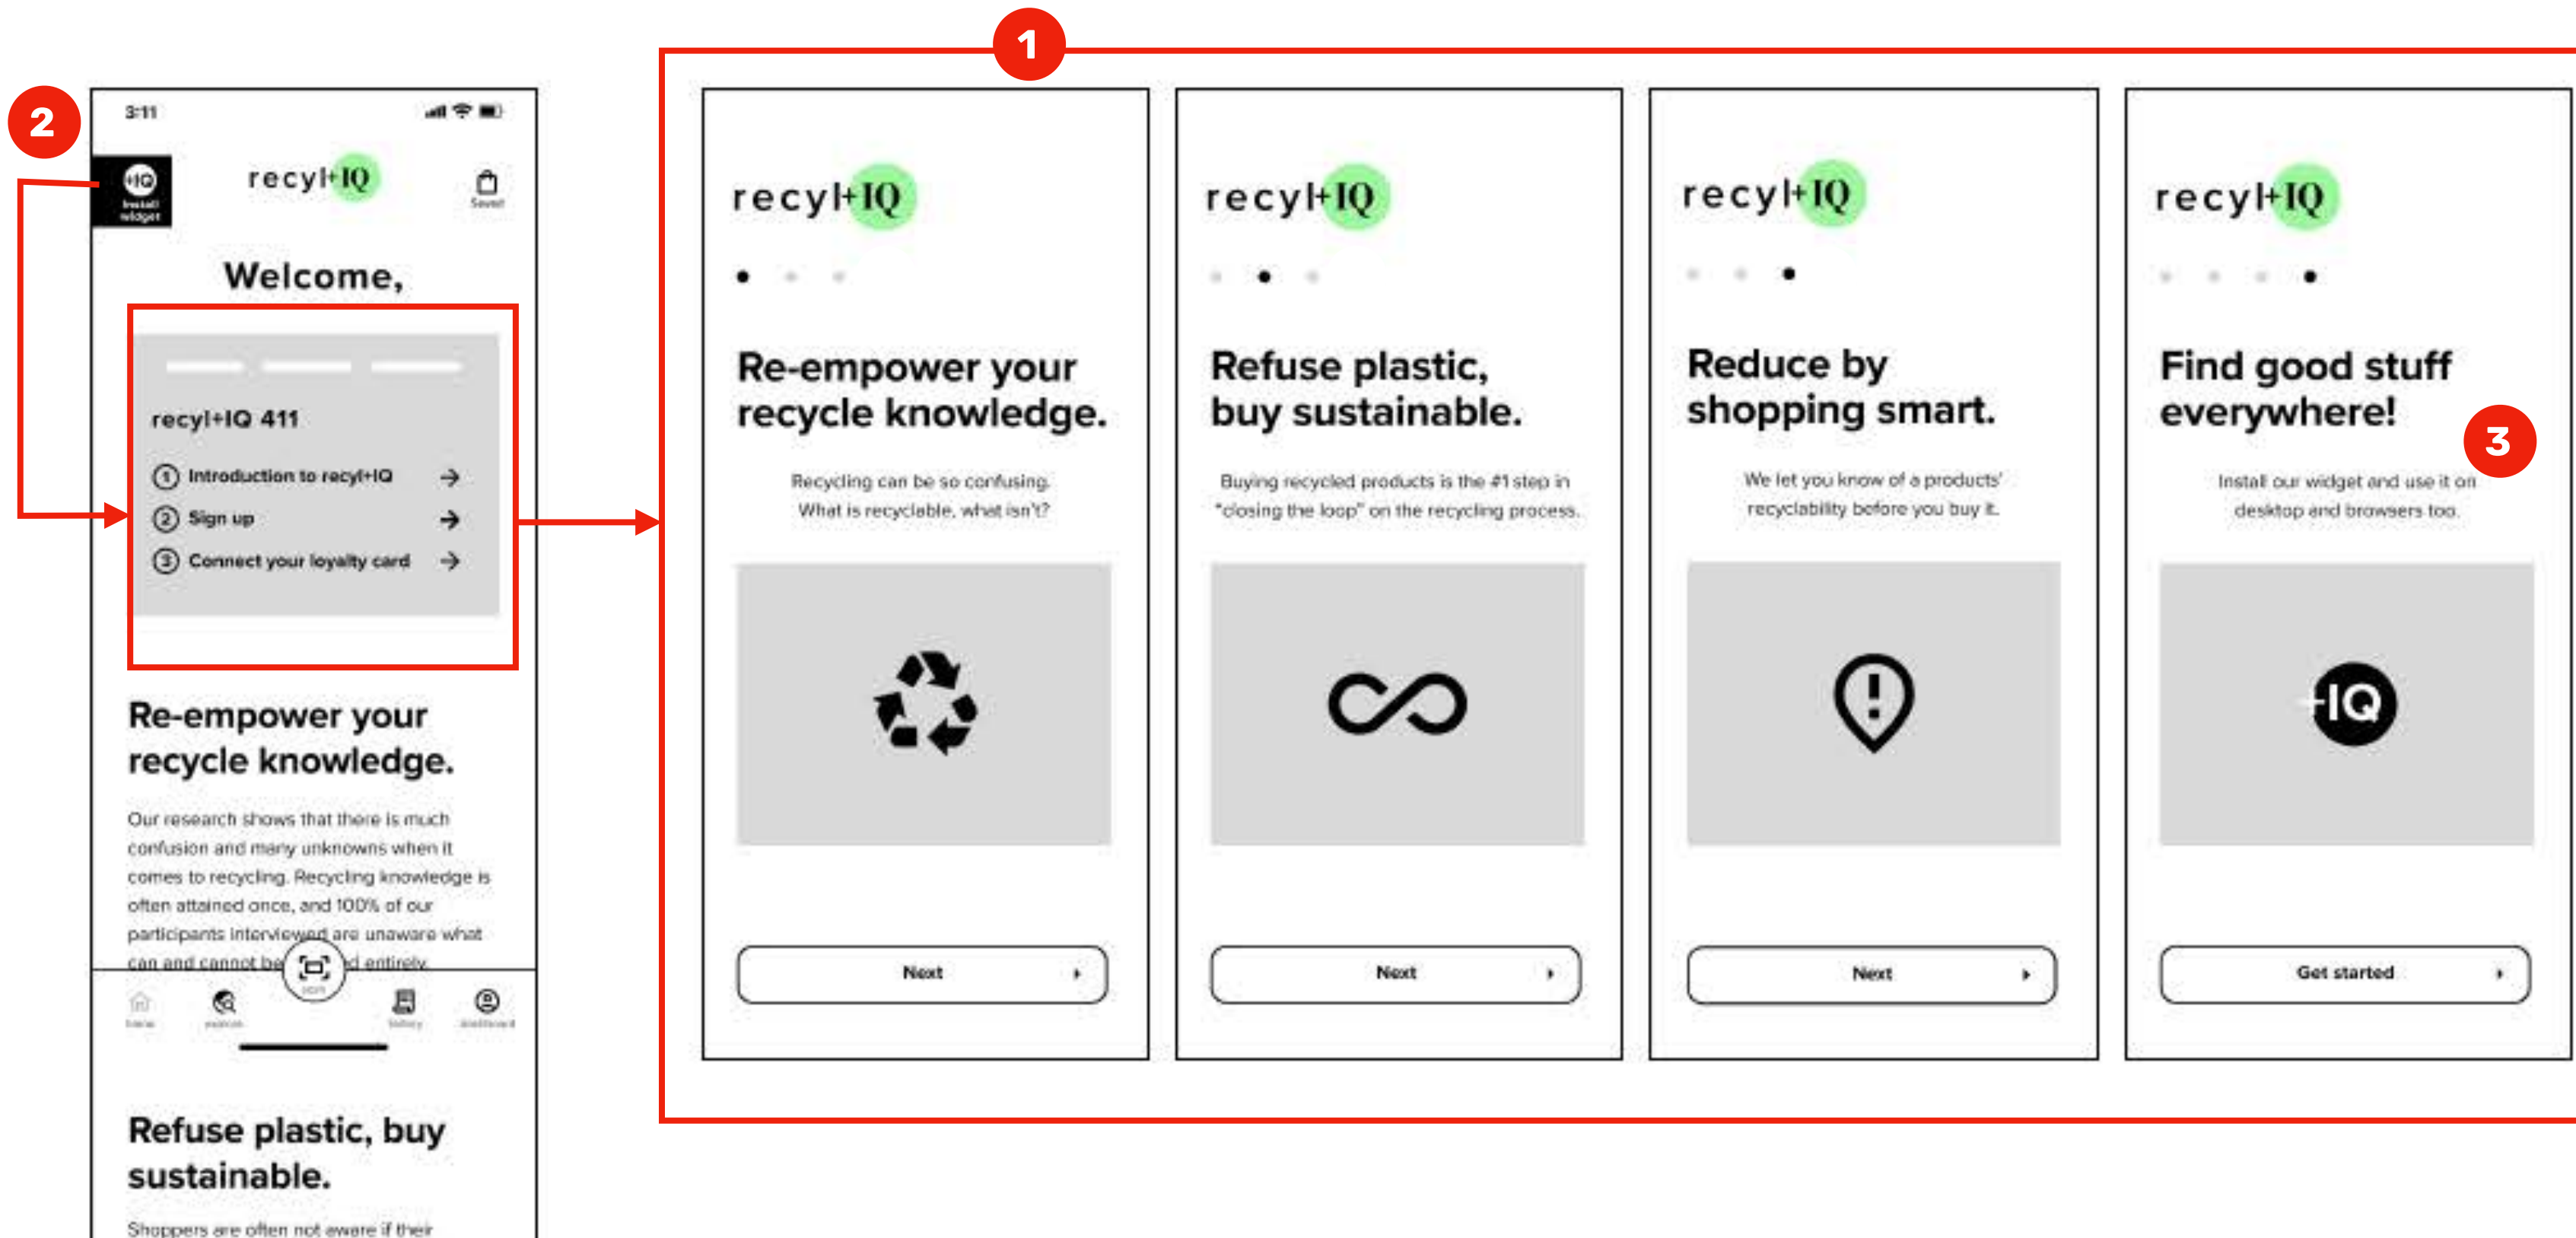 1
2
3:11
+IQ
Install
widget
recyl+IQ
Saved
Welcome,
recyl+IQ 411
1 Introduction to recyl+IQ
2 Sign up
3 Connect your loyalty card
Re-empower your
recycle knowledge.
Our research shows that there is much
confusion and many unknowns when it
comes to recycling. Recycling knowledge is
often attained once, and 100% of our
participants interviewed are unaware what
can and cannot be d entirely.
home
history
dashboard
Refuse plastic, buy
sustainable.
Shoppers are often not aware if their
recyl+IQ
Re-empower your
recycle knowledge.
Recycling can be so confusing.
What is recyclable, what isn't?
Next
recyl+IQ
Refuse plastic,
buy sustainable.
Buying recycled products is the #1 step in
"closing the loop" on the recycling process.
Next
recyl+IQ
Reduce by
shopping smart.
We let you know of a products'
recyclability before you buy it.
Next
recyl+IQ
Find good stuff
everywhere!
3
Install our widget and use it on
desktop and browsers too.
+IQ
Get started